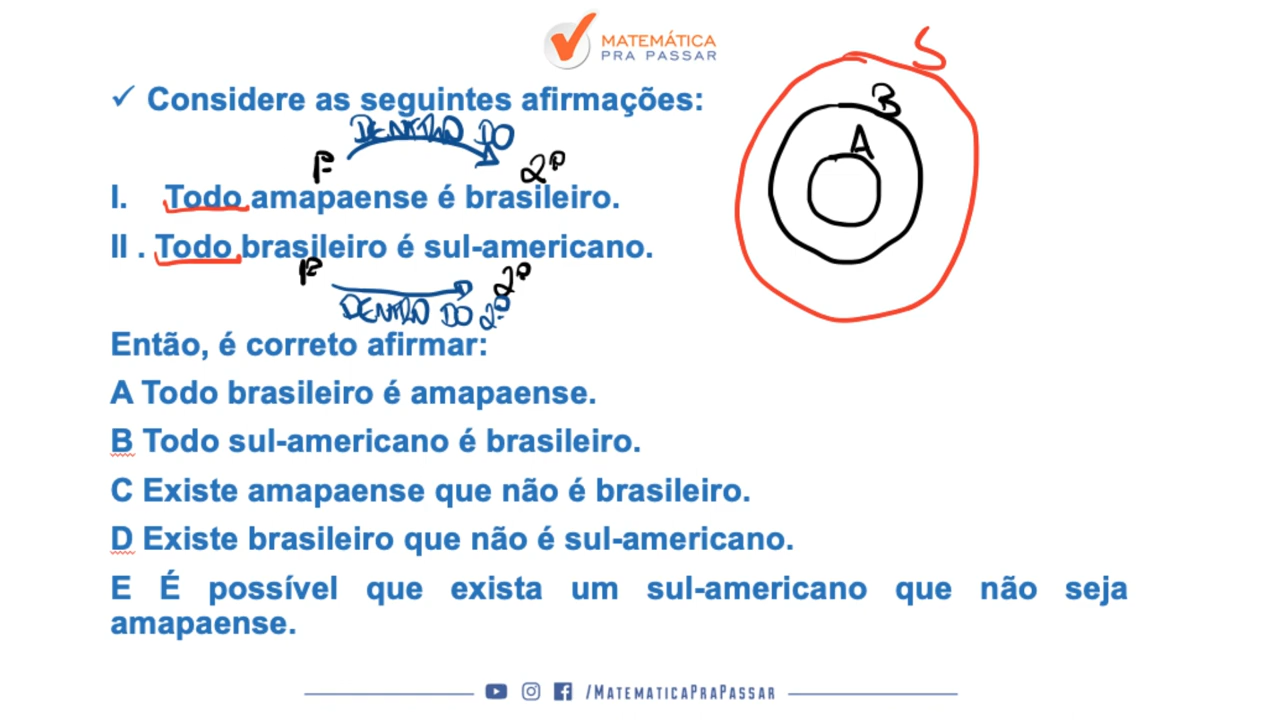 MATEMÁTICA
PRA PASSAR
S
✓ Considere as seguintes afirmações:
B
DENTRO DO
A
1º 2º
I. Todo amapaense é brasileiro.
II . Todo brasileiro é sul-americano.
1º 2º
DENTRO DO 2º
Então, é correto afirmar:
A Todo brasileiro é amapaense.
B Todo sul-americano é brasileiro.
C Existe amapaense que não é brasileiro.
D Existe brasileiro que não é sul-americano.
E É possível que exista um sul-americano que não seja
amapaense.
/MatematicaPraPassar